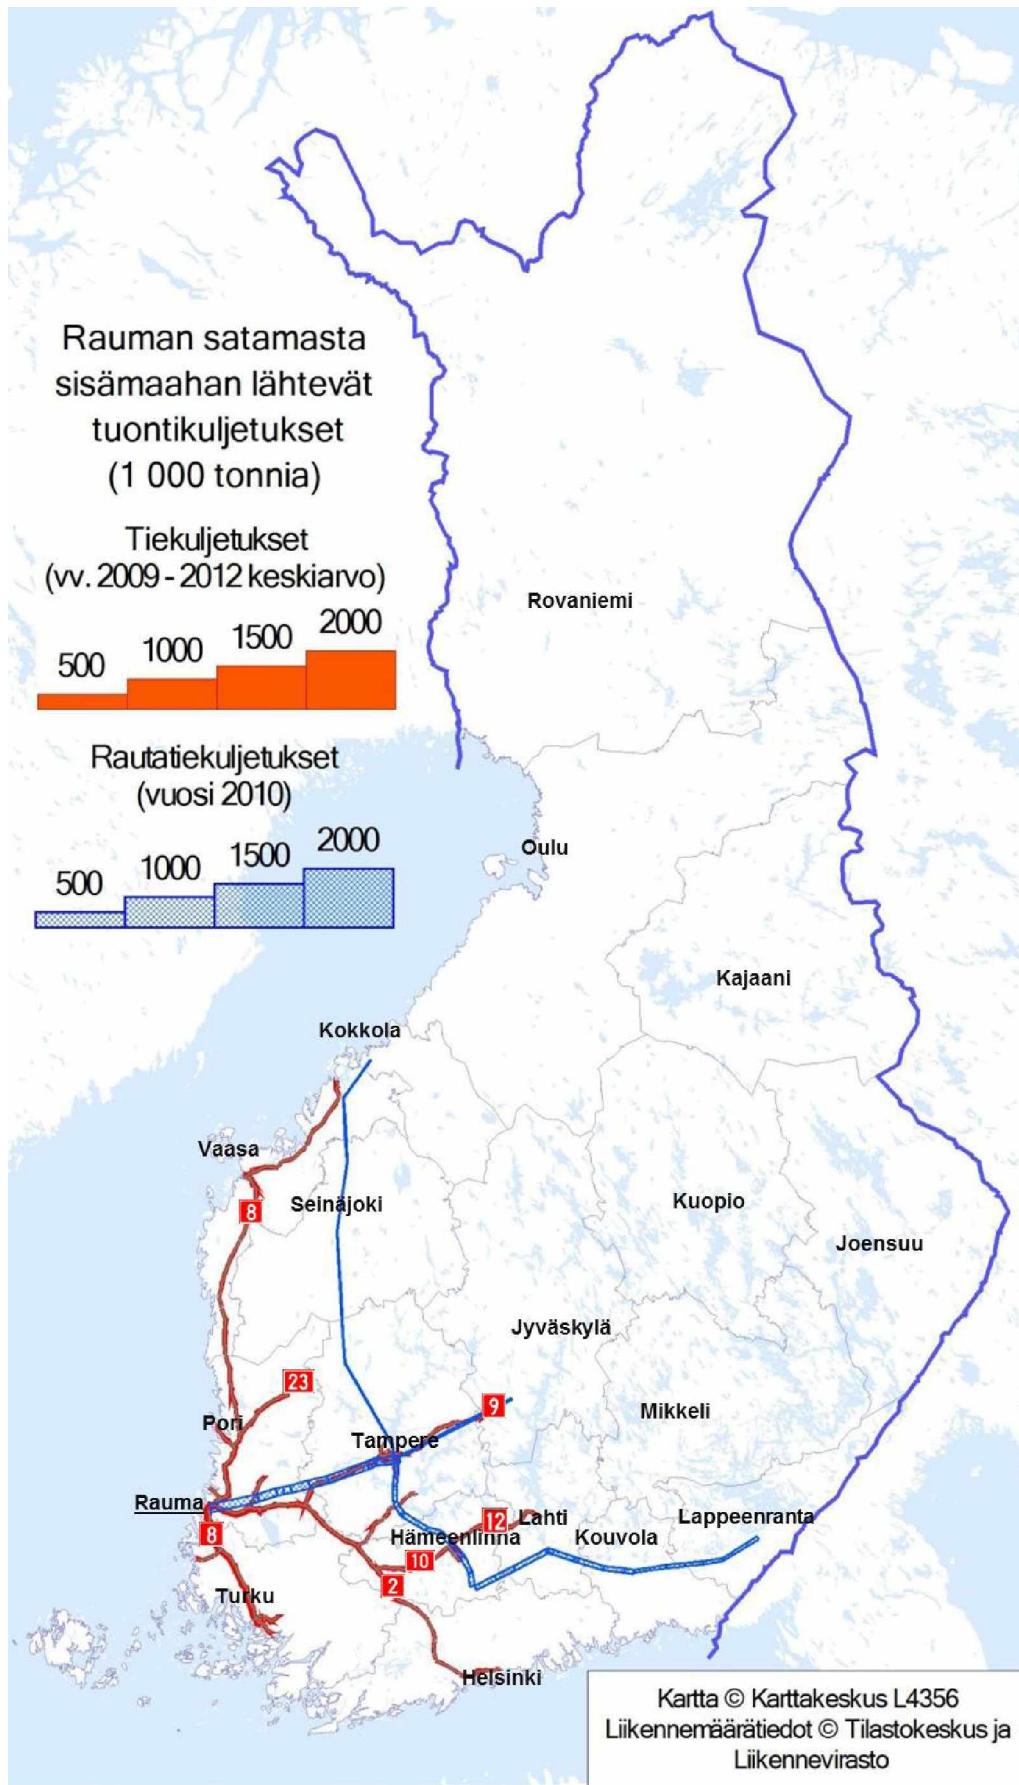 Rauman satamasta
sisämaahan lähtevät
tuontikuljetukset
(1 000 tonnia)
Tiekuljetukset
(vv. 2009 - 2012 keskiarvo)
500 1000 1500 2000
Rautatiekuljetukset
(vuosi 2010)
500 1000 1500 2000
Rovaniemi
Oulu
Kajaani
Kokkola
Vaasa
Seinäjoki
8
Kuopio
Joensuu
Jyväskylä
23
9
Mikkeli
Pori
Tampere
Rauma
8
12
Lahti
Hämeenlinna
Kouvola
Lappeenranta
10
2
Turku
Helsinki
Kartta © Karttakeskus L4356
Liikennemäärätiedot © Tilastokeskus ja
Liikennevirasto